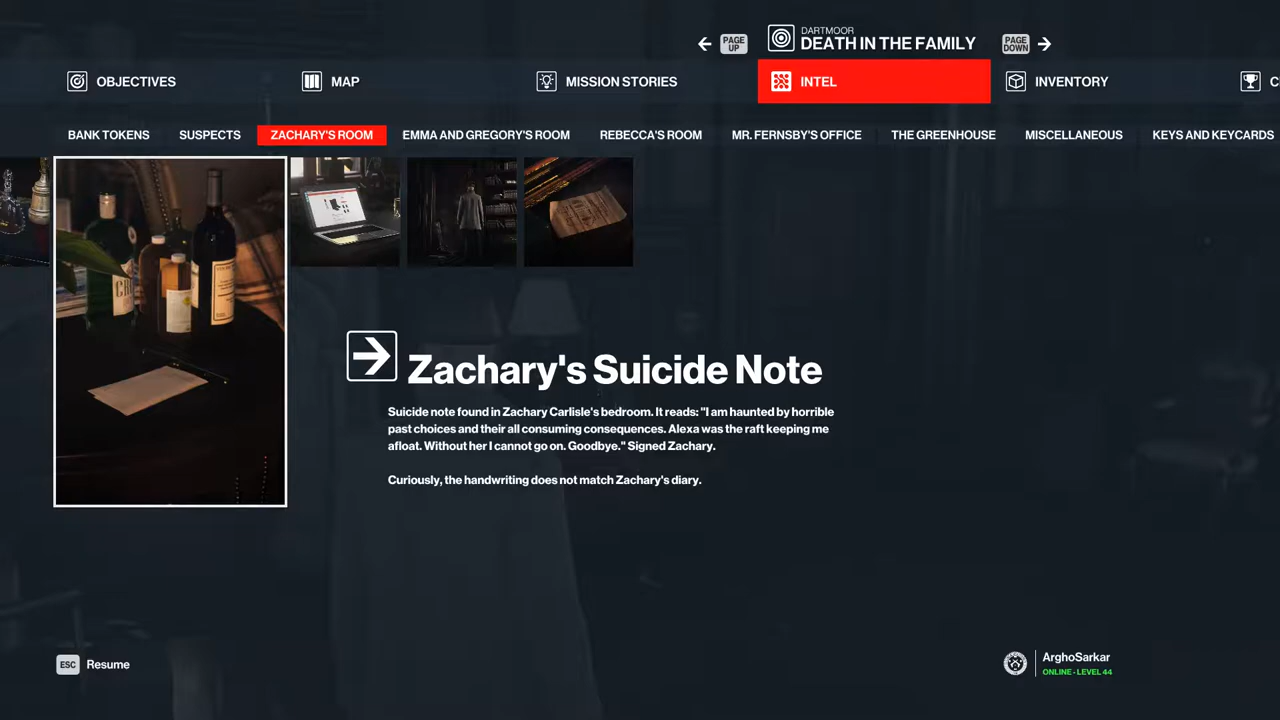 PAGE UP
DARTMOOR
DEATH IN THE FAMILY
PAGE DOWN
OBJECTIVES
MAP
MISSION STORIES
INTEL
INVENTORY
C
BANK TOKENS
SUSPECTS
ZACHARY'S ROOM
EMMA AND GREGORY'S ROOM
REBECCA'S ROOM
MR. FERNSBY'S OFFICE
THE GREENHOUSE
MISCELLANEOUS
KEYS AND KEYCARDS
Zachary's Suicide Note
Suicide note found in Zachary Carlisle's bedroom. It reads: "I am haunted by horrible
past choices and their all consuming consequences. Alexa was the raft keeping me
afloat. Without her I cannot go on. Goodbye." Signed Zachary.
Curiously, the handwriting does not match Zachary's diary.
ESC Resume
ArghoSarkar
ONLINE - LEVEL 44